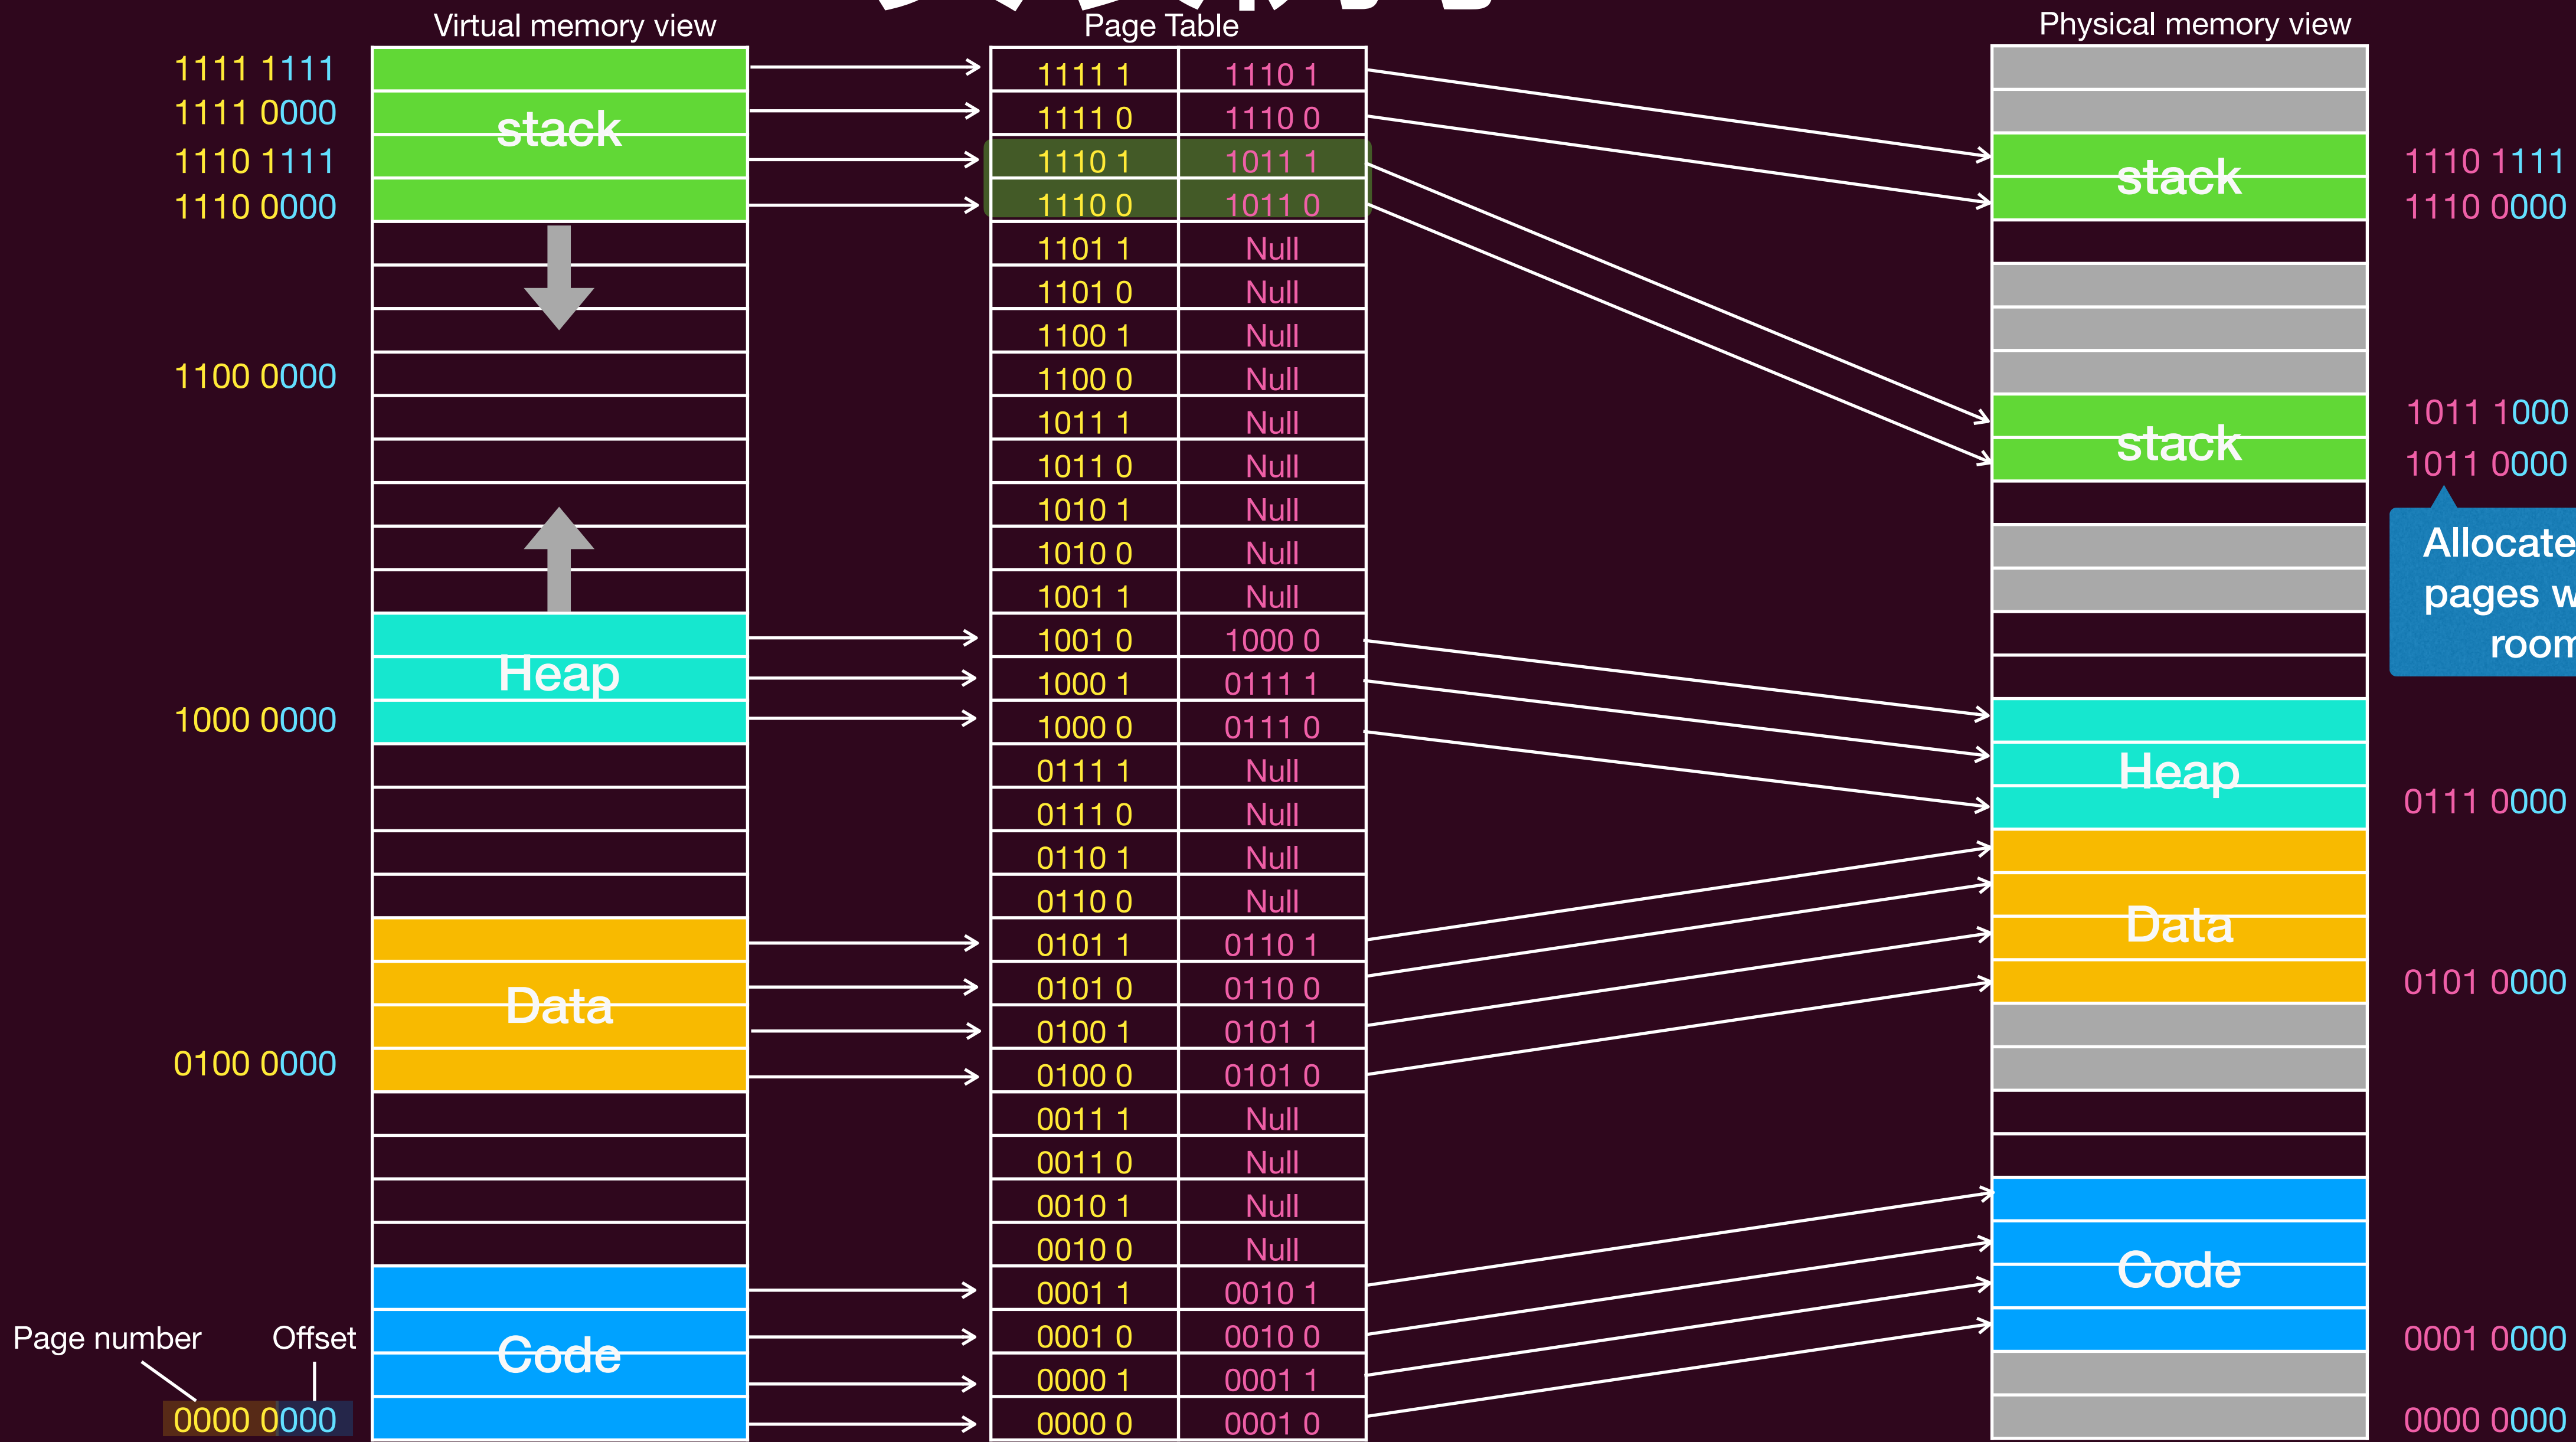 Virtual memory view
Page Table
Physical memory view
1111 1111
1111 0000
1110 1111
1110 0000
1100 0000
1000 0000
0100 0000
Page number
Offset
0000 0000
stack
Heap
Data
Code
1111 1 1110 1
1111 0 1110 0
1110 1 1011 1
1110 0 1011 0
1101 1 Null
1101 0 Null
1100 1 Null
1100 0 Null
1011 1 Null
1011 0 Null
1010 1 Null
1010 0 Null
1001 1 Null
1001 0 1000 0
1000 1 0111 1
1000 0 0111 0
0111 1 Null
0111 0 Null
0110 1 Null
0110 0 Null
0101 1 0110 1
0101 0 0110 0
0100 1 0101 1
0100 0 0101 0
0011 1 Null
0011 0 Null
0010 1 Null
0010 0 Null
0001 1 0010 1
0001 0 0010 0
0000 1 0001 1
0000 0 0001 0
stack
stack
Heap
Data
Code
1110 1111
1110 0000
1011 1000
1011 0000
Allocate
pages
room
0111 0000
0101 0000
0001 0000
0000 0000